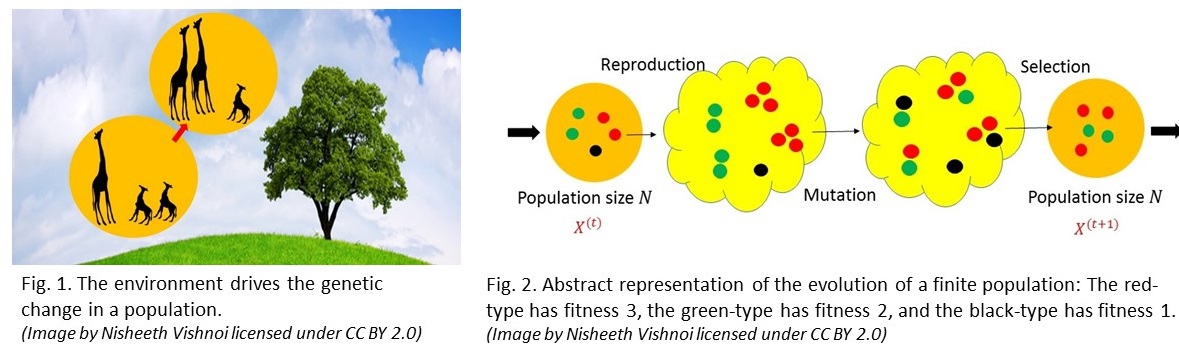 Reproduction
Selection
Mutation
Population size N
X^(t)
Population size N
X^(t+1)
Fig. 1. The environment drives the genetic
change in a population.
(Image by Nisheeth Vishnoi licensed under CC BY 2.0)
Fig. 2. Abstract representation of the evolution of a finite population: The red-
type has fitness 3, the green-type has fitness 2, and the black-type has fitness 1.
(Image by Nisheeth Vishnoi licensed under CC BY 2.0)